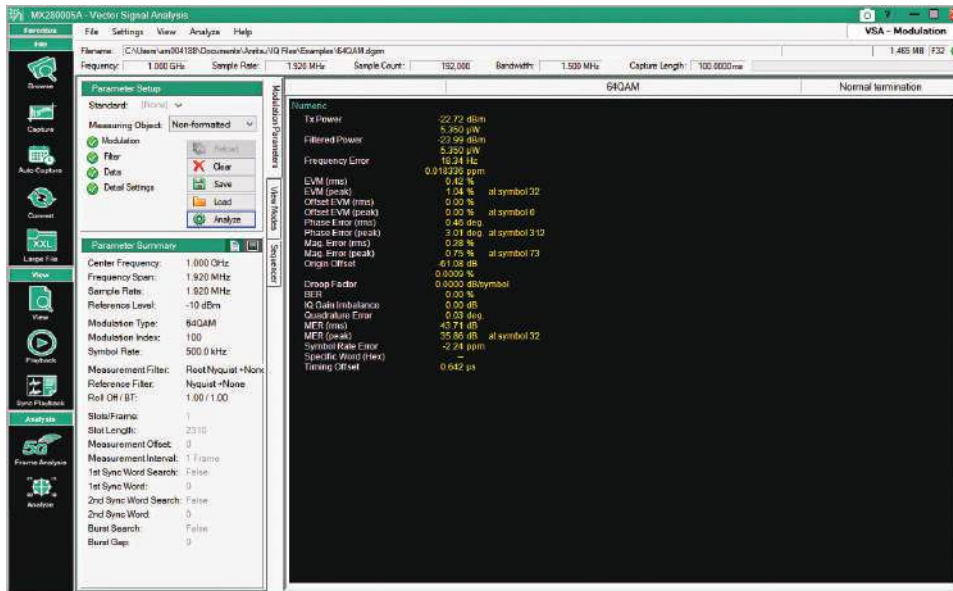 MX280005A - Vector Signal Analysis
Favorites
File Settings View Analyze Help
VSA - Modulation
File
Filename: C:\Users\am004188\Documents\Anritsu\IQ Files\Examples\64QAM.dgm
1.465 MB F32
Frequency: 1.000 GHz Sample Rate: 1.920 MHz Sample Count: 192,000 Bandwidth: 1.500 MHz Capture Length: 100.0000 ms
Browse
Capture
Auto Capture
Convert
XXL
Large File
View
View
Playback
Sync Playback
Analysis
5G
Frame Analysis
Analyze
Parameter Setup
Standard: (None)
Measuring Object: Non-formatted
Modulation
Filter
Data
Detail Settings
Reload
Clear
Save
Load
Analyze
Modulation Parameters
View Modes
Sequencer
Parameter Summary
Center Frequency: 1.000 GHz
Frequency Span: 1.920 MHz
Sample Rate: 1.920 MHz
Reference Level: -10 dBm
Modulation Type: 64QAM
Modulation Index: 100
Symbol Rate: 500.0 kHz
Measurement Filter: Root Nyquist +None
Reference Filter: Nyquist +None
Roll Off / BT: 1.00 / 1.00
Slots/Frame: 1
Slot Length: 2310
Measurement Offset: 0
Measurement Interval: 1 Frame
1st Sync Word Search: False
1st Sync Word: 0
2nd Sync Word Search: False
2nd Sync Word: 0
Burst Search: False
Burst Gap: 0
64QAM
Normal termination
Numeric
Tx Power -22.72 dBm
5.350 µW
Filtered Power -23.99 dBm
5.350 µW
Frequency Error 18.34 Hz
0.018336 ppm
EVM (rms) 0.42 %
EVM (peak) 1.04 % at symbol 32
Offset EVM (rms) 0.00 %
Offset EVM (peak) 0.00 % at symbol 0
Phase Error (rms) 0.46 deg.
Phase Error (peak) 3.01 deg. at symbol 312
Mag. Error (rms) 0.28 %
Mag. Error (peak) 0.75 % at symbol 73
Origin Offset -61.08 dB
0.0009 %
Droop Factor 0.0000 dB/symbol
BER 0.00 %
IQ Gain Imbalance 0.00 dB
Quadrature Error 0.03 deg.
MER (rms) 43.71 dB
MER (peak) 35.86 dB at symbol 32
Symbol Rate Error -2.24 ppm
Specific Word (Hex) --
Timing Offset 0.642 ps